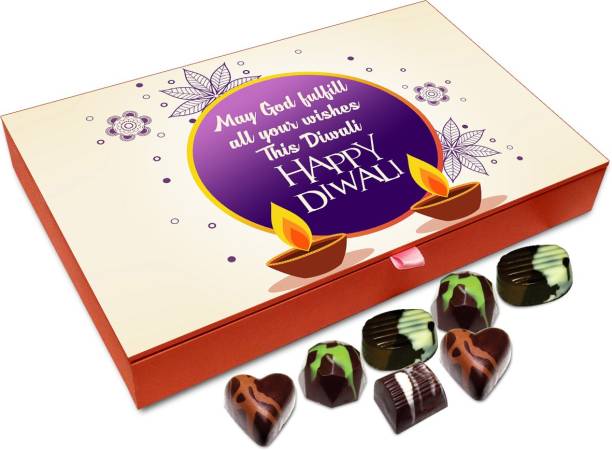 May God fulfill
all your wishes
This Diwali
HAPPY
DIWALI